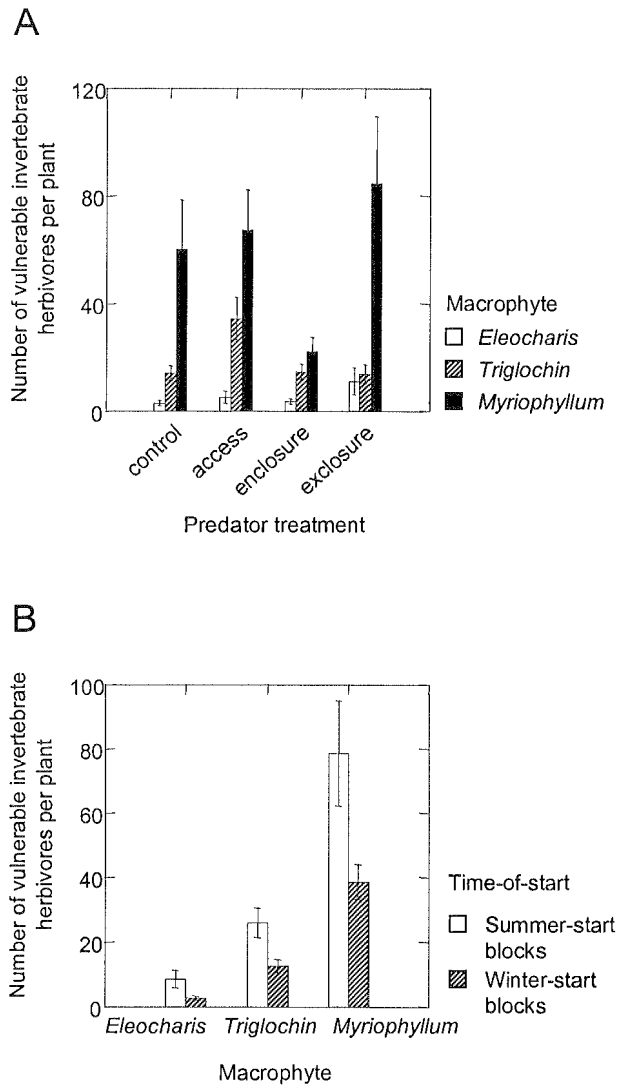 A
Number of vulnerable invertebrate
herbivores per plant
120
80
40
0
control
access
enclosure
exclosure
Predator treatment
Macrophyte
Eleocharis
Triglochin
Myriophyllum
B
Number of vulnerable invertebrate
herbivores per plant
100
80
60
40
20
0
Eleocharis Triglochin Myriophyllum
Macrophyte
Time-of-start
Summer-start
blocks
Winter-start
blocks